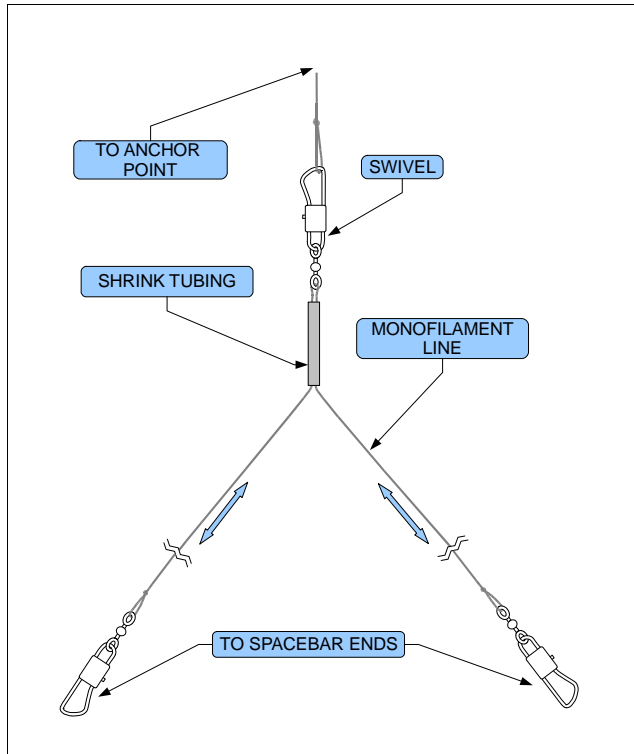 TO ANCHOR
POINT
SWIVEL
SHRINK TUBING
MONOFILAMENT
LINE
TO SPACEBAR ENDS